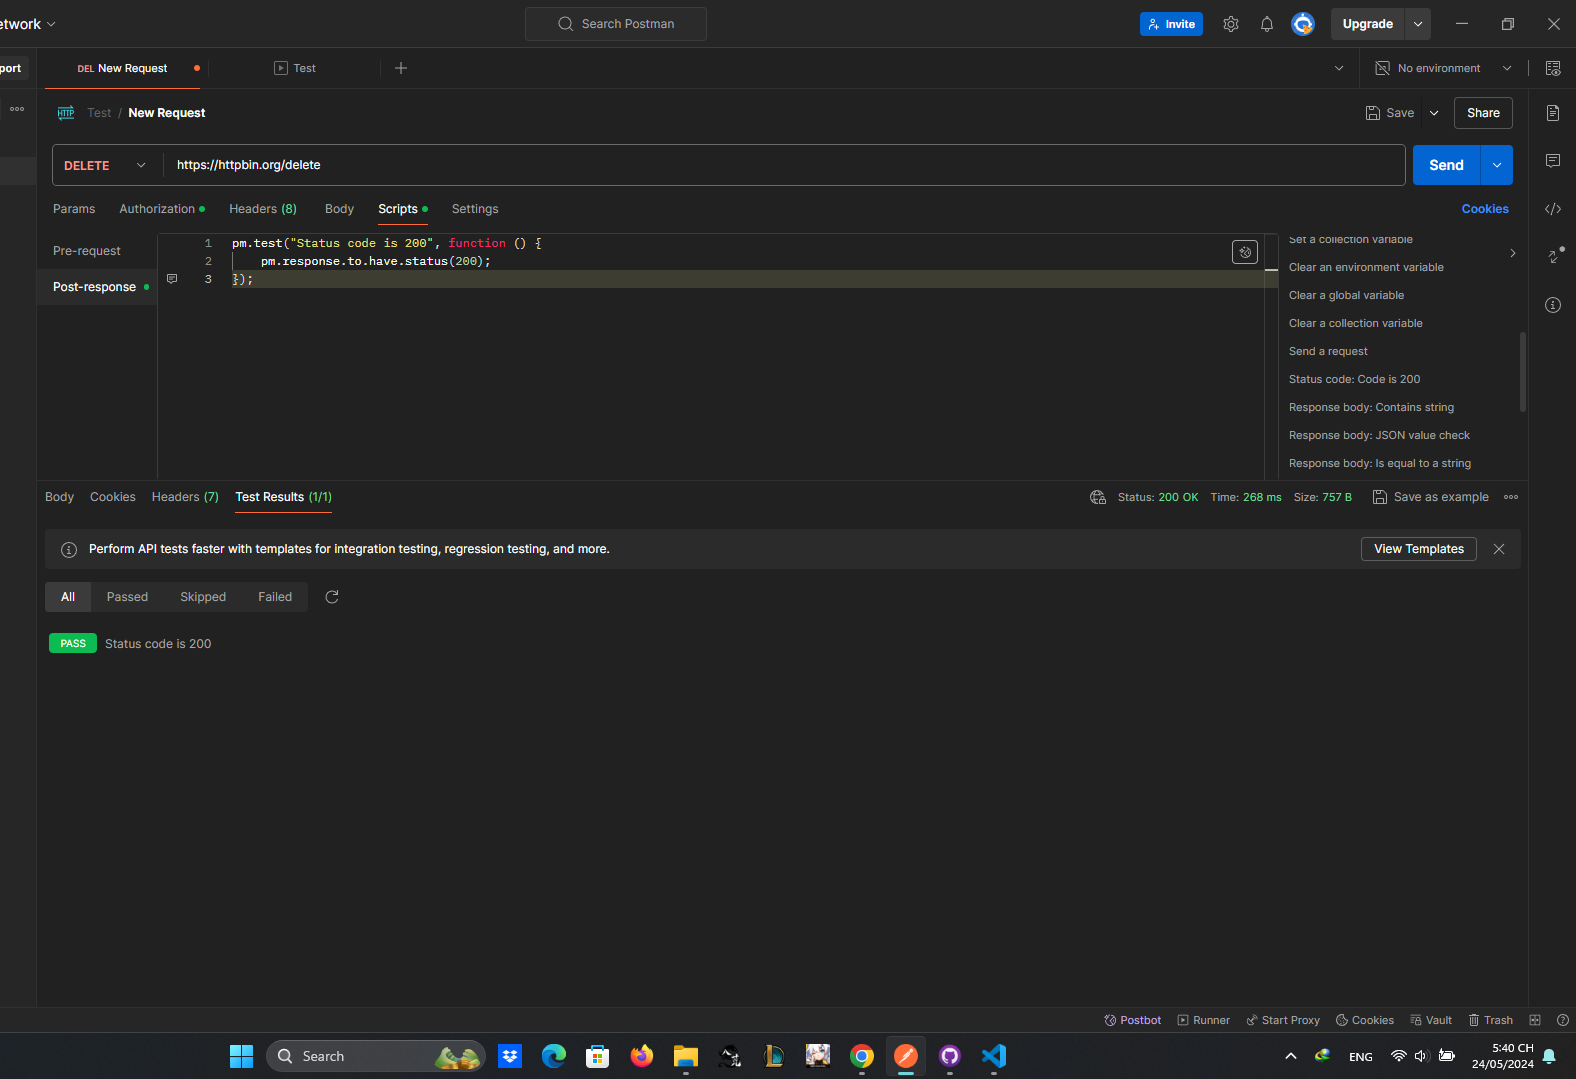 etwork
Search Postman
Invite
Upgrade
port
DEL New Request
Test
No environment
HTTP
Test / New Request
Save
Share
DELETE
https://httpbin.org/delete
Send
Params
Authorization
Headers (8)
Body
Scripts
Settings
Cookies
Pre-request
Post-response
1 pm.test("Status code is 200", function () {
2 pm.response.to.have.status(200);
3 });
Set a collection variable
Clear an environment variable
Clear a global variable
Clear a collection variable
Send a request
Status code: Code is 200
Response body: Contains string
Response body: JSON value check
Response body: Is equal to a string
Body
Cookies
Headers (7)
Test Results (1/1)
Status: 200 OK
Time: 268 ms
Size: 757 B
Save as example
Perform API tests faster with templates for integration testing, regression testing, and more.
View Templates
All
Passed
Skipped
Failed
PASS
Status code is 200
Postbot
Runner
Start Proxy
Cookies
Vault
Trash
Search
ENG
5:40 CH
24/05/2024